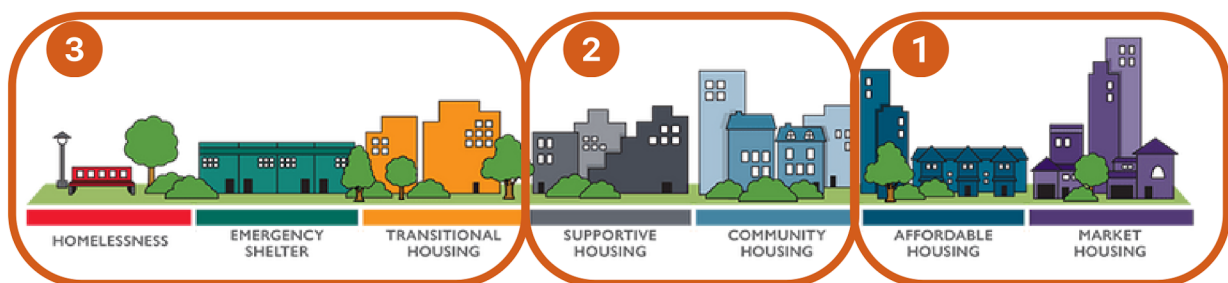 3
2
1
HOMELESSNESS
EMERGENCY
SHELTER
TRANSITIONAL
HOUSING
SUPPORTIVE
HOUSING
COMMUNITY
HOUSING
AFFORDABLE
HOUSING
MARKET
HOUSING